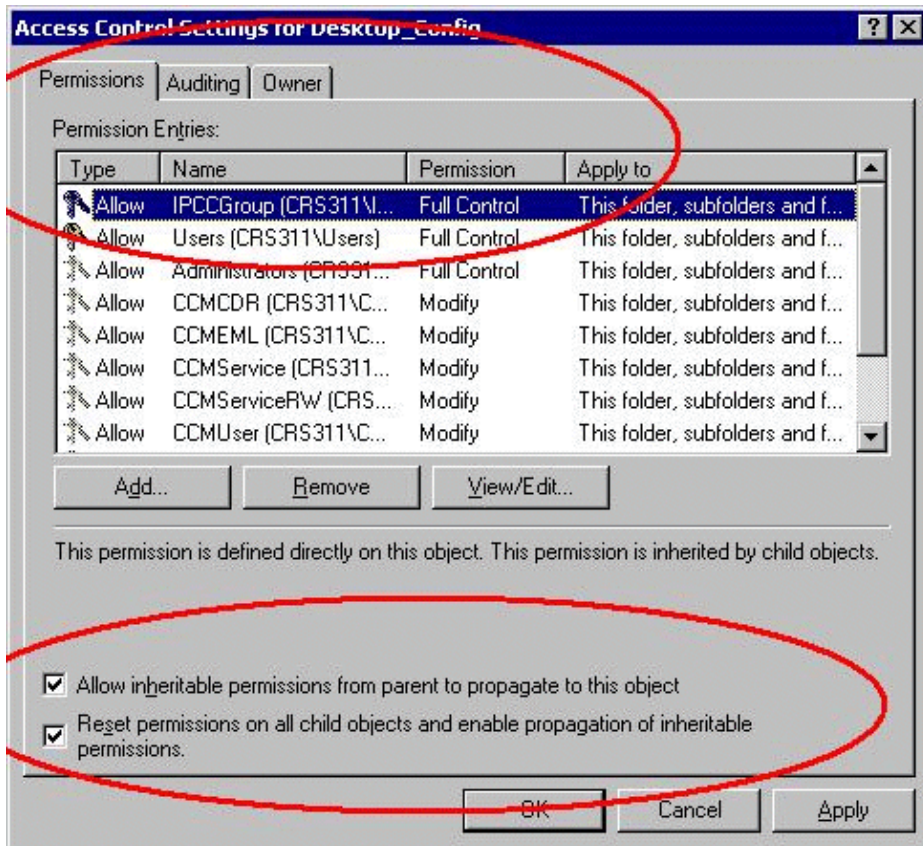 Access Control Settings for Desktop_Config
Permissions Auditing Owner
Permission Entries:
Type Name Permission Apply to
Allow IPCCGroup (CRS311\I... Full Control This folder, subfolders and f...
Allow Users (CRS311\Users) Full Control This folder, subfolders and f...
Allow Administrators (CRS31... Full Control This folder, subfolders and f...
Allow CCMCDR (CRS311\C... Modify This folder, subfolders and f...
Allow CCMEML (CRS311\C... Modify This folder, subfolders and f...
Allow CCMService (CRS311... Modify This folder, subfolders and f...
Allow CCMServiceRW (CRS... Modify This folder, subfolders and f...
Allow CCMUser (CRS311\C... Modify This folder, subfolders and f...
Add... Remove View/Edit...
This permission is defined directly on this object. This permission is inherited by child objects.
Allow inheritable permissions from parent to propagate to this object
Reset permissions on all child objects and enable propagation of inheritable
permissions.
OK Cancel Apply